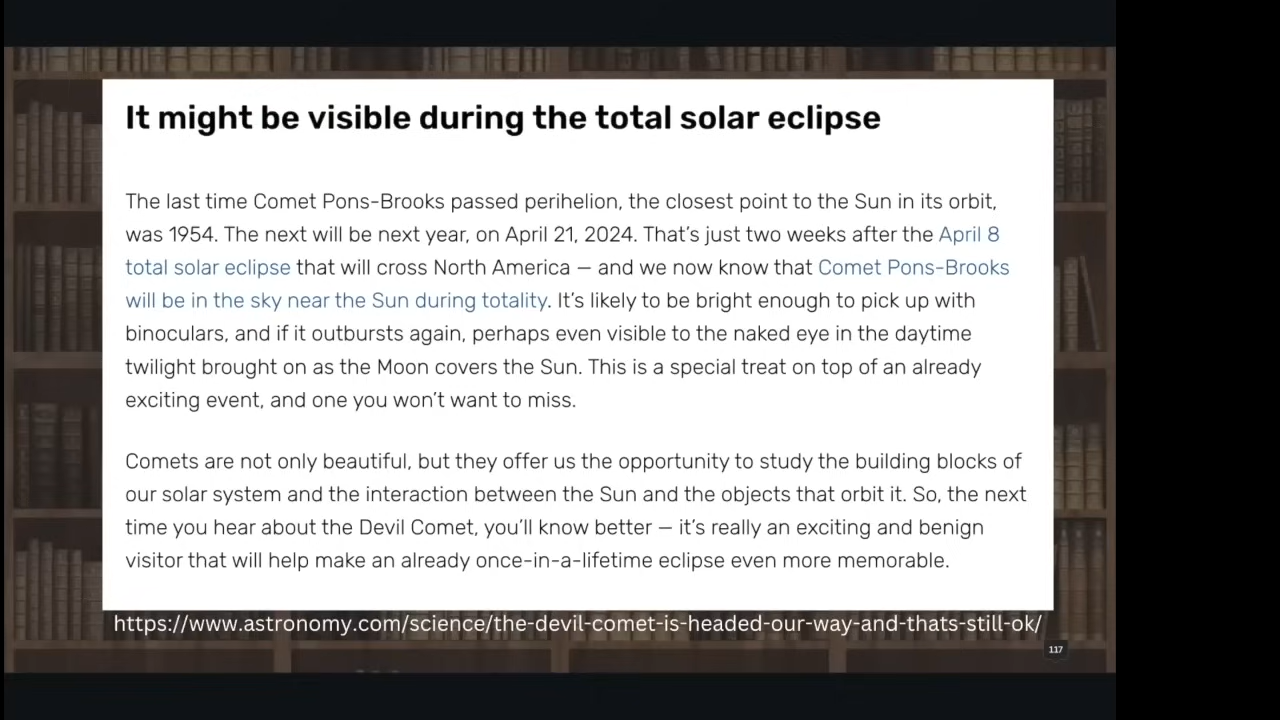 It might be visible during the total solar eclipse
The last time Comet Pons-Brooks passed perihelion, the closest point to the Sun in its orbit,
was 1954. The next will be next year, on April 21, 2024. That’s just two weeks after the April 8
total solar eclipse that will cross North America — and we now know that Comet Pons-Brooks
will be in the sky near the Sun during totality. It’s likely to be bright enough to pick up with
binoculars, and if it outbursts again, perhaps even visible to the naked eye in the daytime
twilight brought on as the Moon covers the Sun. This is a special treat on top of an already
exciting event, and one you won’t want to miss.
Comets are not only beautiful, but they offer us the opportunity to study the building blocks of
our solar system and the interaction between the Sun and the objects that orbit it. So, the next
time you hear about the Devil Comet, you’ll know better — it’s really an exciting and benign
visitor that will help make an already once-in-a-lifetime eclipse even more memorable.
https://www.astronomy.com/science/the-devil-comet-is-headed-our-way-and-thats-still-ok/
117